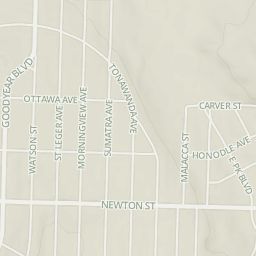 GOODYEAR BLVD
TONAWANDA AVE
OTTAWA AVE
CARVER ST
WATSON ST
ST LEGER AVE
MORNINGVIEW AVE
SUMATRA AVE
MALACCA ST
HONODLE AVE
E PK BLVD
NEWTON ST